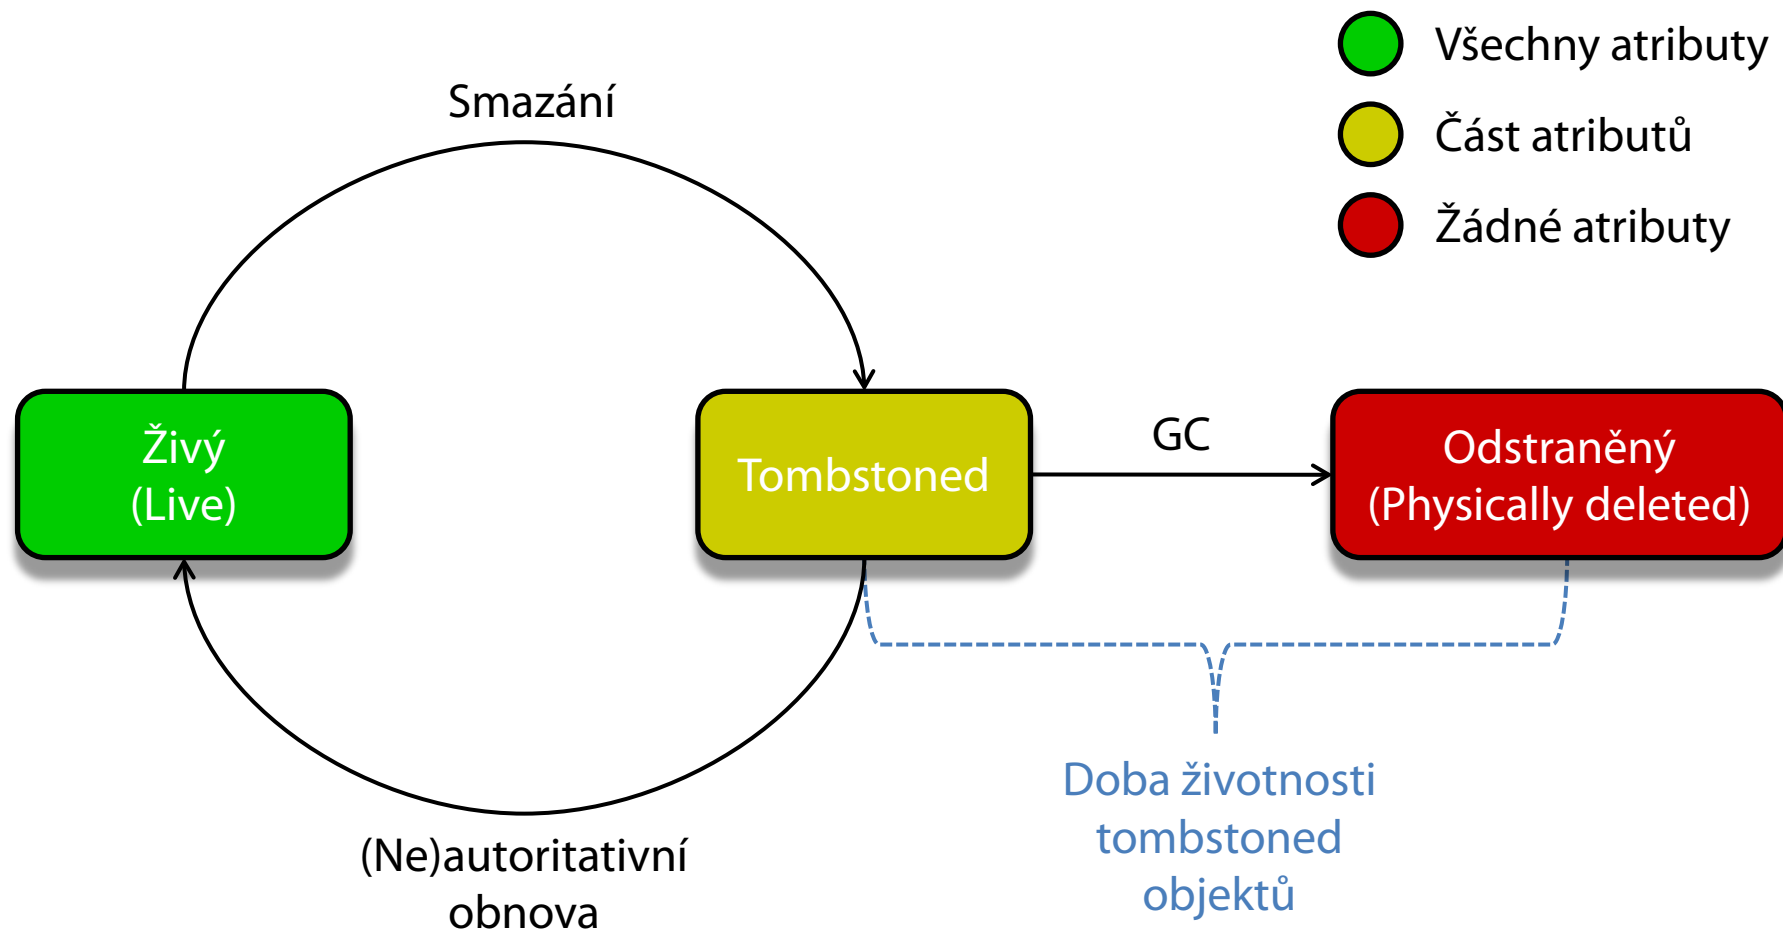 Všechny atributy
Část atributů
Žádné atributy
Smazání
Živý
(Live)
Tombstoned
GC
Odstraněný
(Physically deleted)
(Ne)autoritativní
obnova
Doba životnosti
tombstoned
objektů